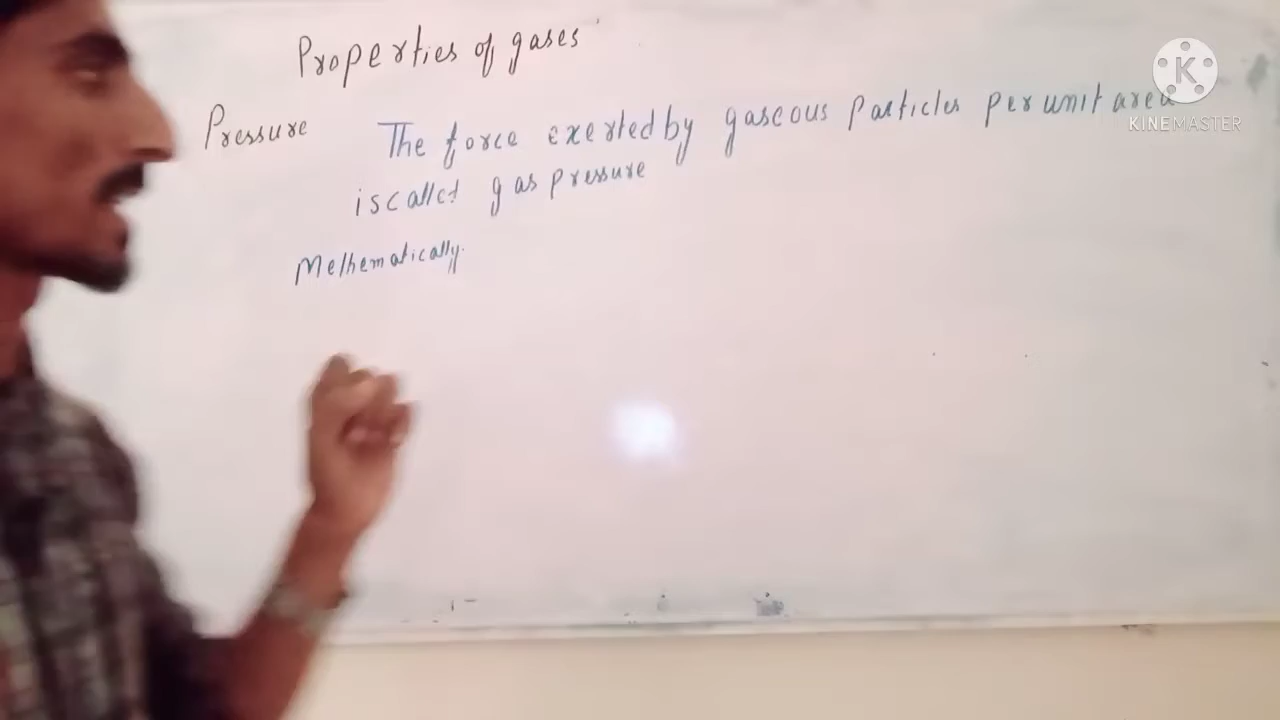 Properties of gases
Pressure The force exerted by gaseous particles per unit area
is called gas pressure
Methematically.
K
KINEMASTER